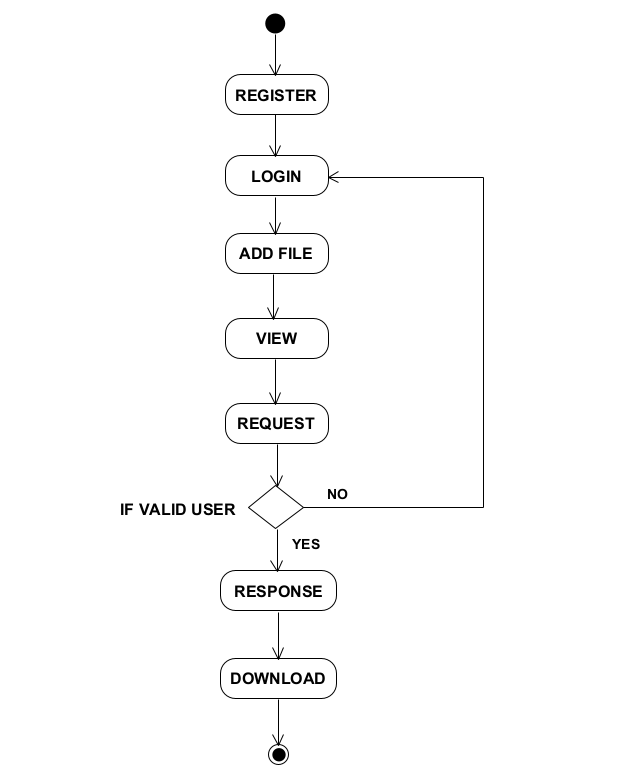 REGISTER
LOGIN
ADD FILE
VIEW
REQUEST
NO
IF VALID USER
YES
RESPONSE
DOWNLOAD